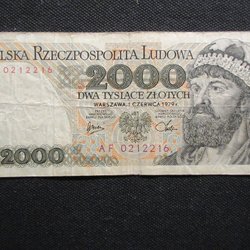 LSKA RZECZPOSPOLITA LUDOWA
0212216
2000
DWA TYSIĄCE ZŁOTYCH
WARSZAWA, 1 CZERWCA 1979 r.
2000
AF 0212216